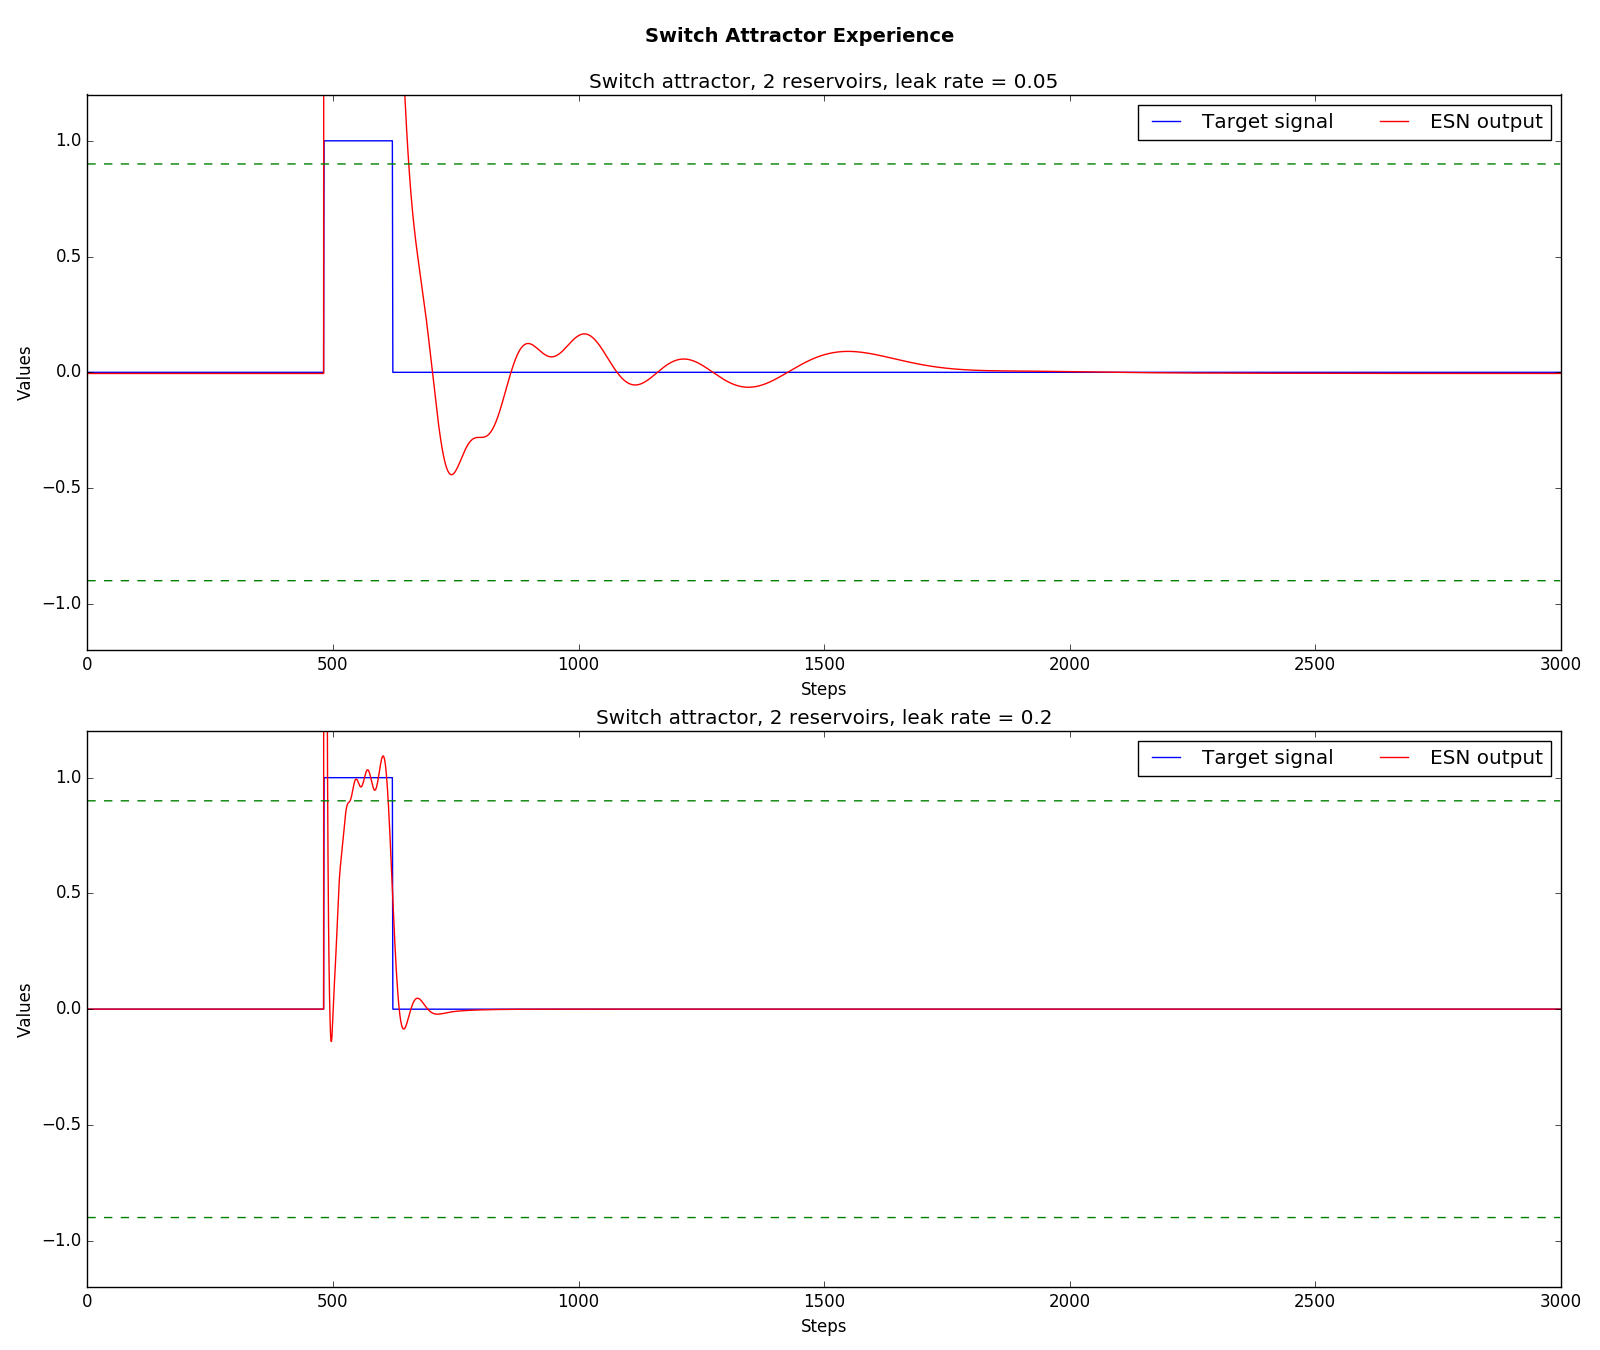 Switch Attractor Experience
Switch attractor, 2 reservoirs, leak rate = 0.05
Target signal ESN output
1.0
0.5
0.0
−0.5
−1.0
Values
0 500 1000 1500 2000 2500 3000
Steps
Switch attractor, 2 reservoirs, leak rate = 0.2
Target signal ESN output
1.0
0.5
0.0
−0.5
−1.0
Values
0 500 1000 1500 2000 2500 3000
Steps